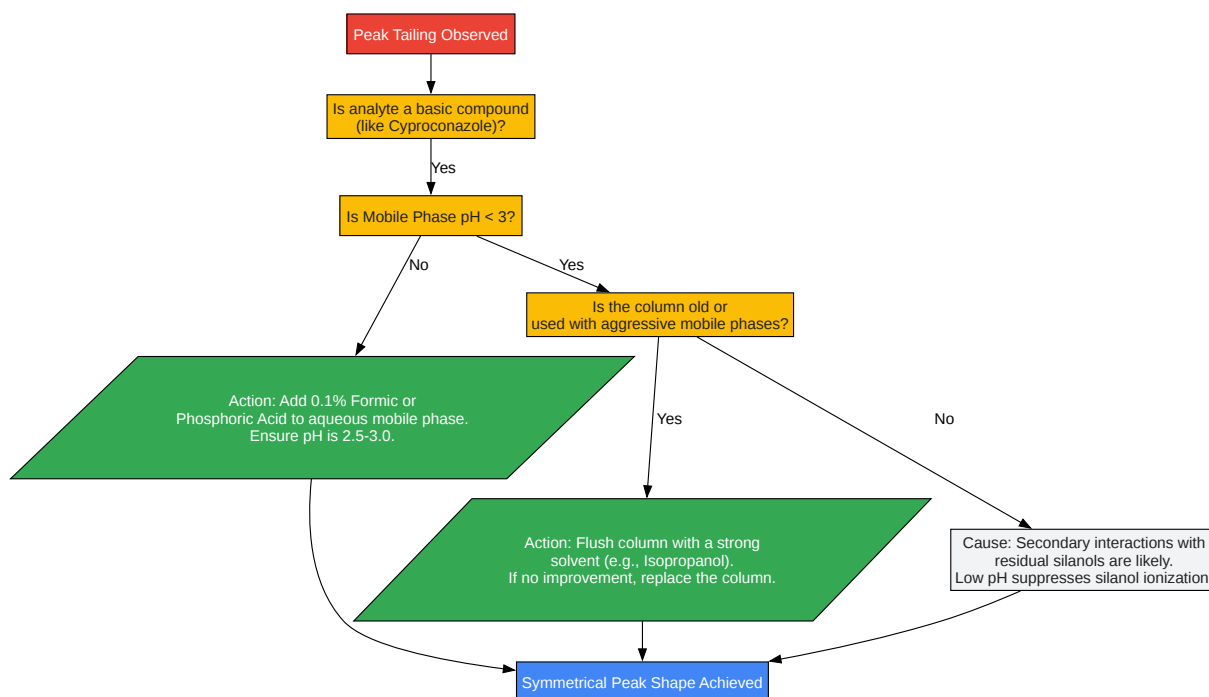 Peak Tailing Observed
Is analyte a basic compound
(like Cyproconazole)?
Yes
Is Mobile Phase pH < 3?
No
Yes
Is the column old or
used with aggressive mobile phases?
Action: Add 0.1% Formic or
Phosphoric Acid to aqueous mobile phase.
Ensure pH is 2.5-3.0.
Yes
No
Action: Flush column with a strong
solvent (e.g., Isopropanol).
If no improvement, replace the column.
Cause: Secondary interactions with
residual silanols are likely.
Low pH suppresses silanol ionization
Symmetrical Peak Shape Achieved